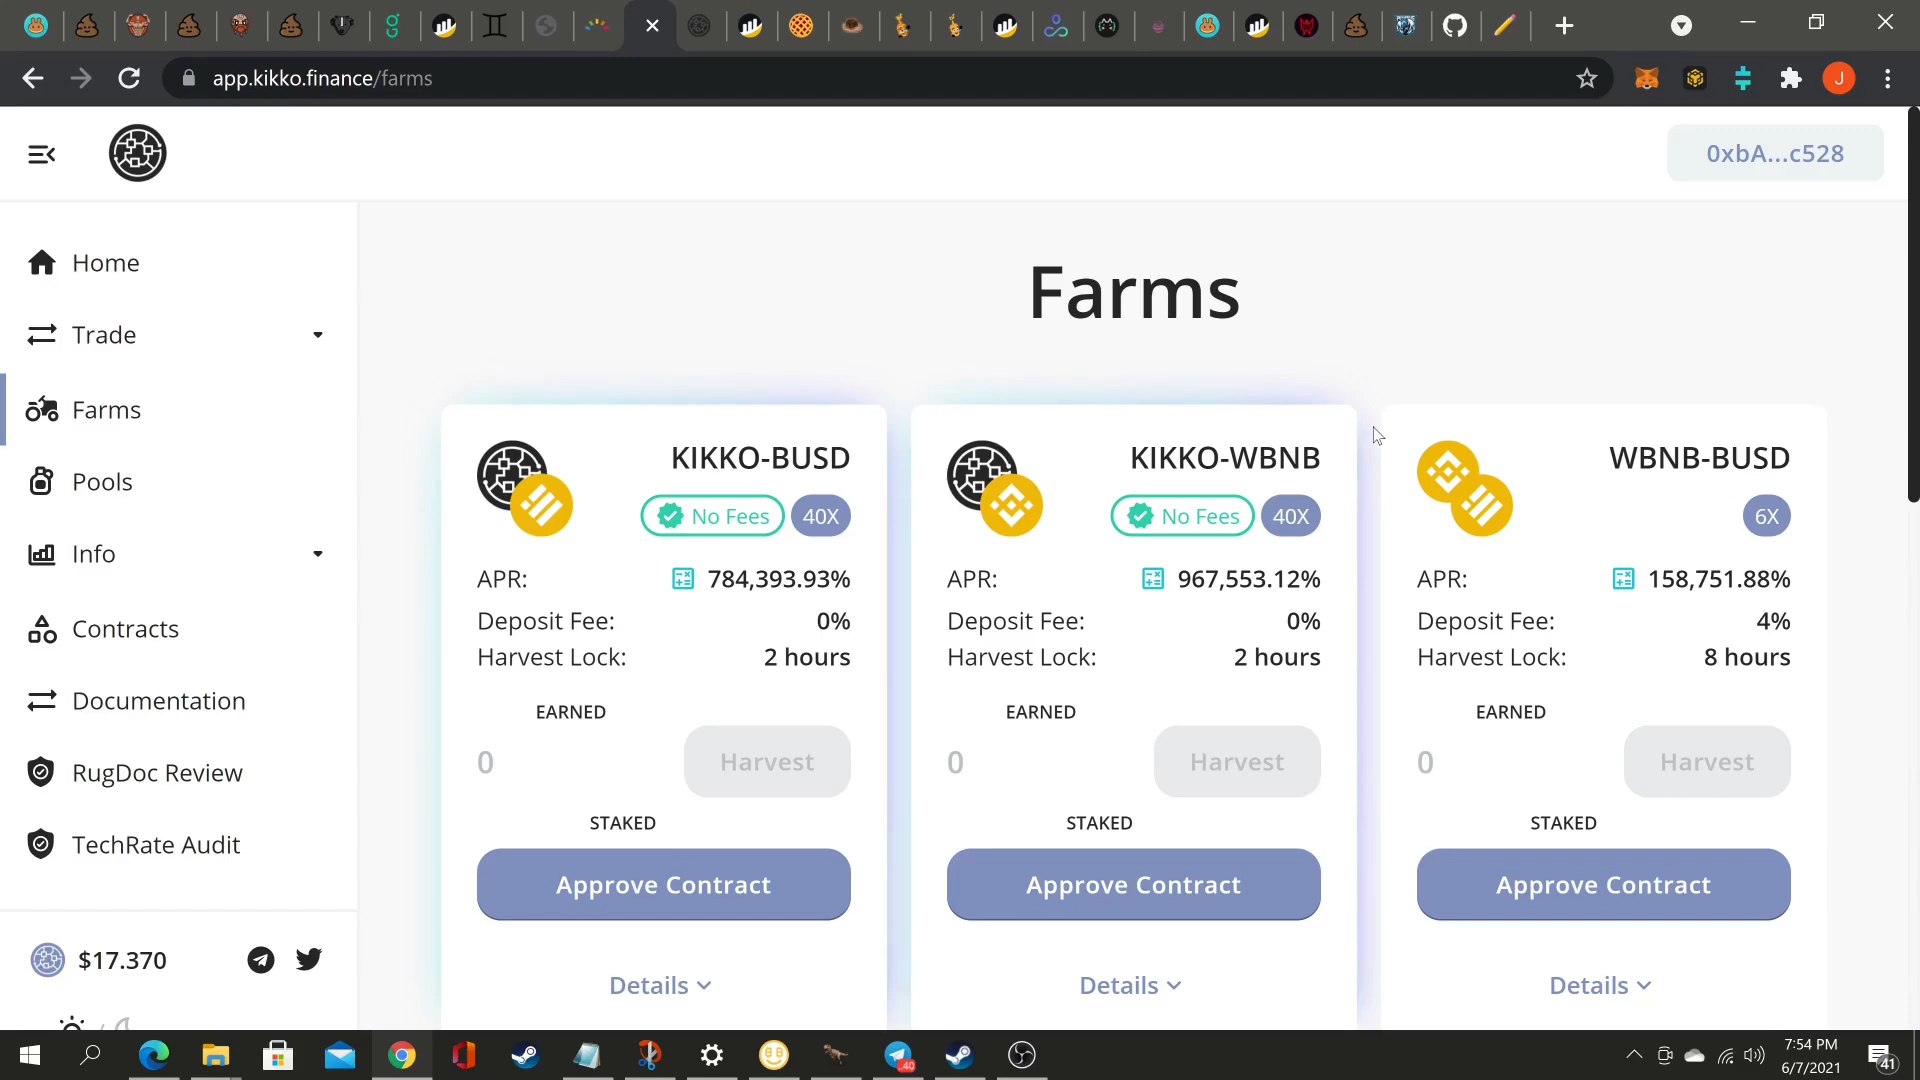 app.kikko.finance/farms
J
0xbA...c528
Home
Trade
Farms
Pools
Info
Contracts
Documentation
RugDoc Review
TechRate Audit
$17.370
Farms
KIKKO-BUSD
No Fees 40X
APR: 784,393.93%
Deposit Fee: 0%
Harvest Lock: 2 hours
EARNED
0 Harvest
STAKED
Approve Contract
Details
KIKKO-WBNB
No Fees 40X
APR: 967,553.12%
Deposit Fee: 0%
Harvest Lock: 2 hours
EARNED
0 Harvest
STAKED
Approve Contract
Details
WBNB-BUSD
6X
APR: 158,751.88%
Deposit Fee: 4%
Harvest Lock: 8 hours
EARNED
0 Harvest
STAKED
Approve Contract
Details
40
7:54 PM
6/7/2021
41